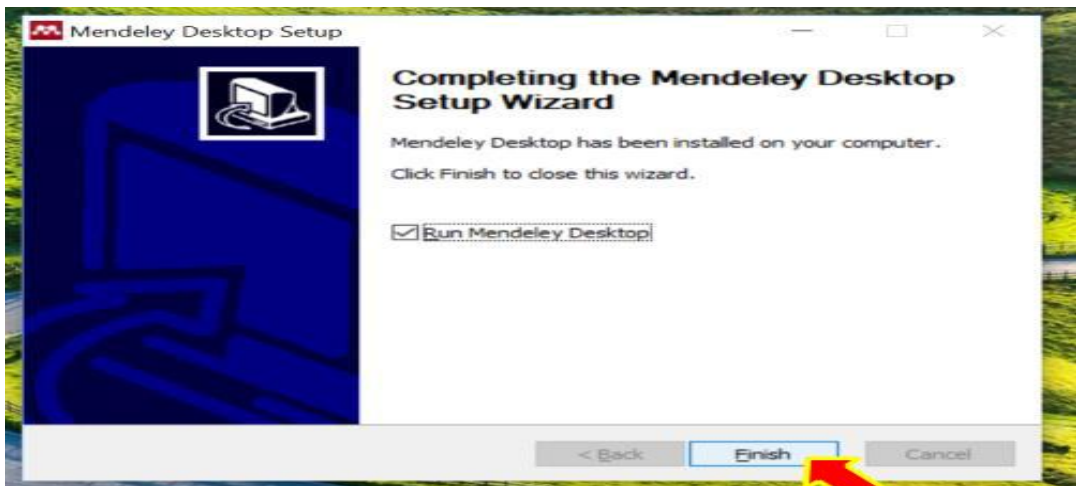 Mendeley Desktop Setup
Completing the Mendeley Desktop
Setup Wizard
Mendeley Desktop has been installed on your computer.
Click Finish to close this wizard.
Run Mendeley Desktop
< Back Finish Cancel